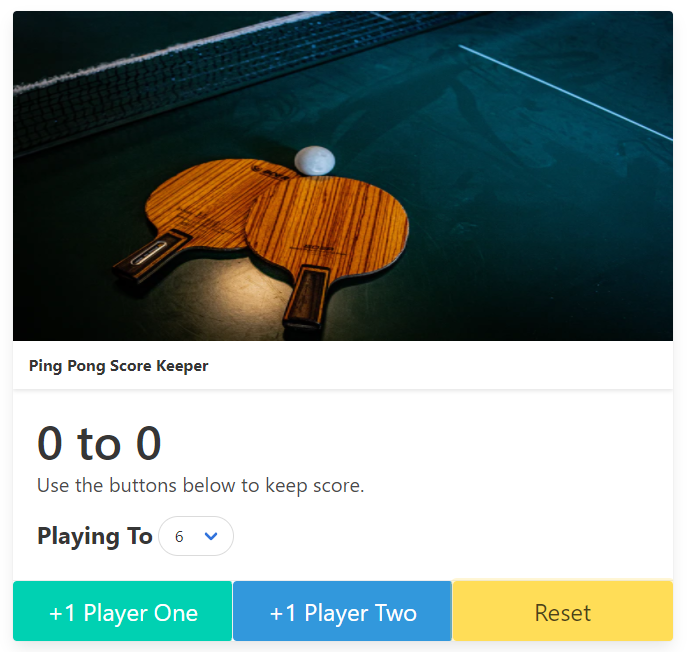 Ping Pong Score Keeper
0 to 0
Use the buttons below to keep score.
Playing To 6
+1 Player One +1 Player Two Reset